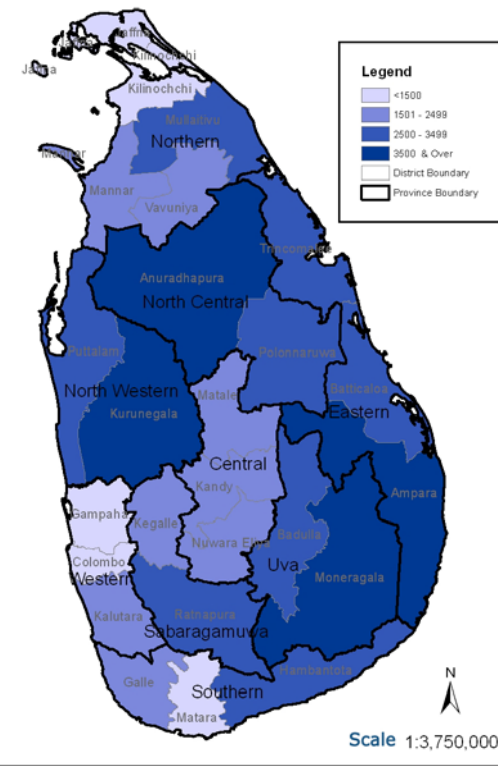 Jaffna
Jaffna
Kilinochchi
Jaffna
Kilinochchi
Mullaitivu
Northern
Mannar
Mannar
Vavuniya
Trincomalee
Anuradhapura
North Central
Puttalam
Polonnaruwa
North Western
Matale
Batticaloa
Eastern
Kurunegala
Central
Kandy
Ampara
Gampaha
Kegalle
Nuwara Eliya
Badulla
Colombo
Western
Uva
Moneragala
Kalutara
Ratnapura
Sabaragamuwa
Hambantota
Galle
Southern
Matara
Legend
<1500
1501 - 2499
2500 - 3499
3500 & Over
District Boundary
Province Boundary
N
Scale 1:3,750,000